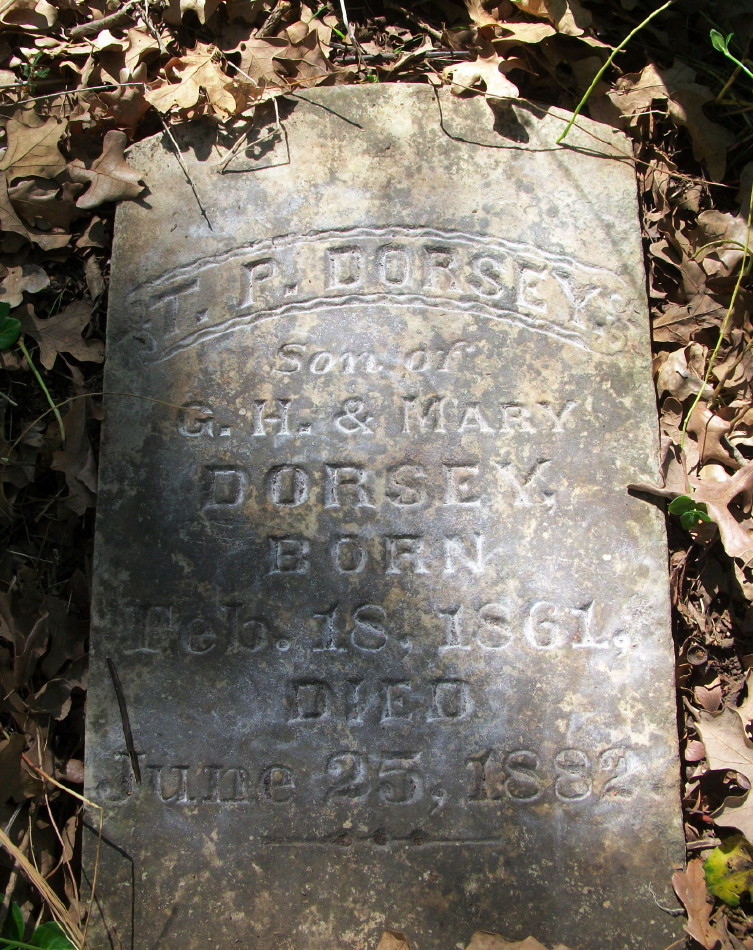 T. P. DORSEY.
Son of
G. H. & MARY
DORSEY,
BORN
Feb. 18, 1861,
DIED
June 25, 1882